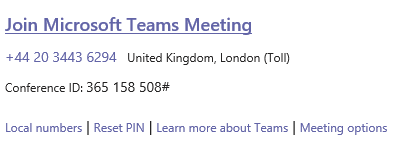 Join Microsoft Teams Meeting
+44 20 3443 6294 United Kingdom, London (Toll)
Conference ID: 365 158 508#
Local numbers | Reset PIN | Learn more about Teams | Meeting options